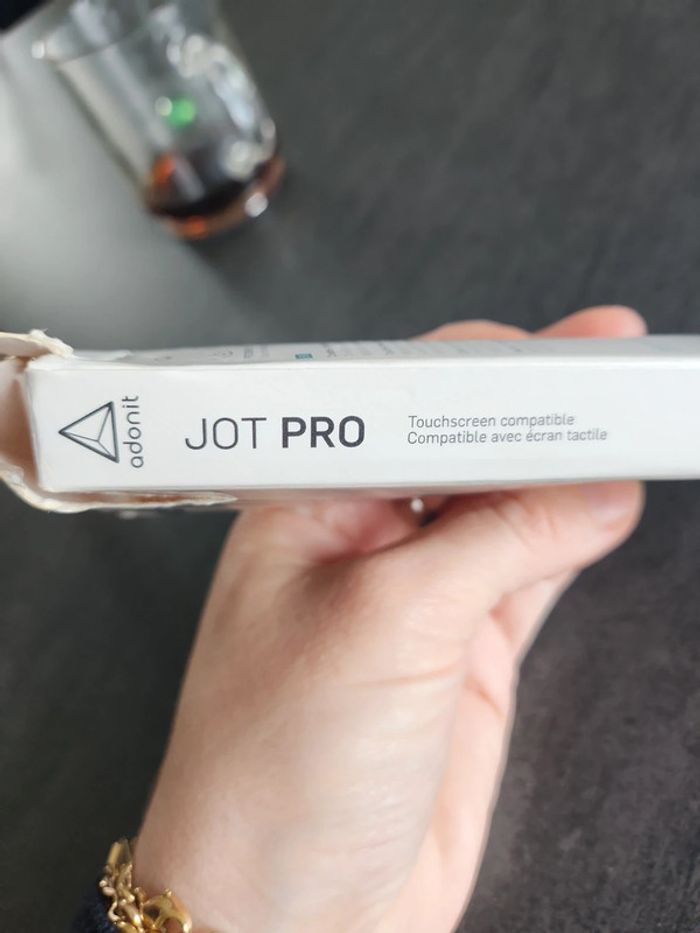 adonit
JOT PRO
Touchscreen compatible
Compatible avec écran tactile